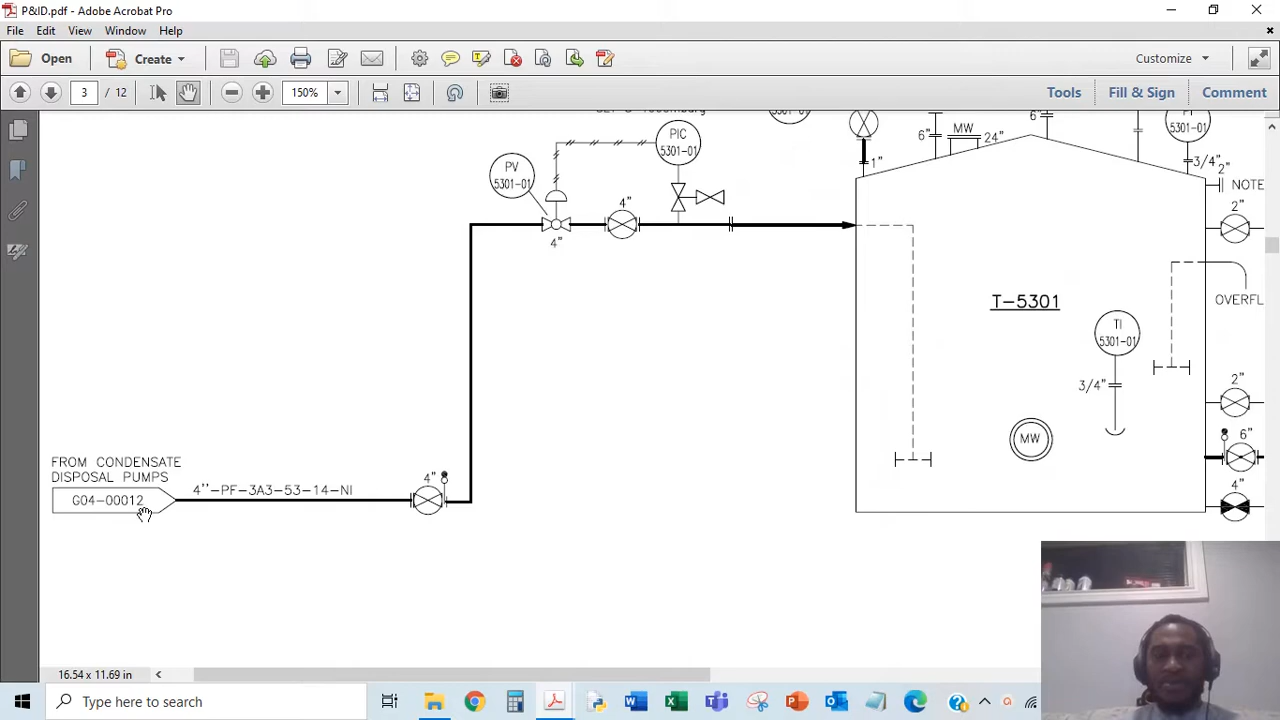 P&ID.pdf - Adobe Acrobat Pro
File Edit View Window Help
Open Create Customize
3 / 12 150% Tools Fill & Sign Comment
PIC
5301-01
PV
5301-01
4"
4"
1"
6"
MW
24"
6"
5301-01
3/4"
2"
NOTE
2"
T-5301
TI
5301-01
3/4"
OVERFL
2"
MW
6"
4"
FROM CONDENSATE
DISPOSAL PUMPS
G04-00012
4''-PF-3A3-53-14-NI
4"
16.54 x 11.69 in
Type here to search